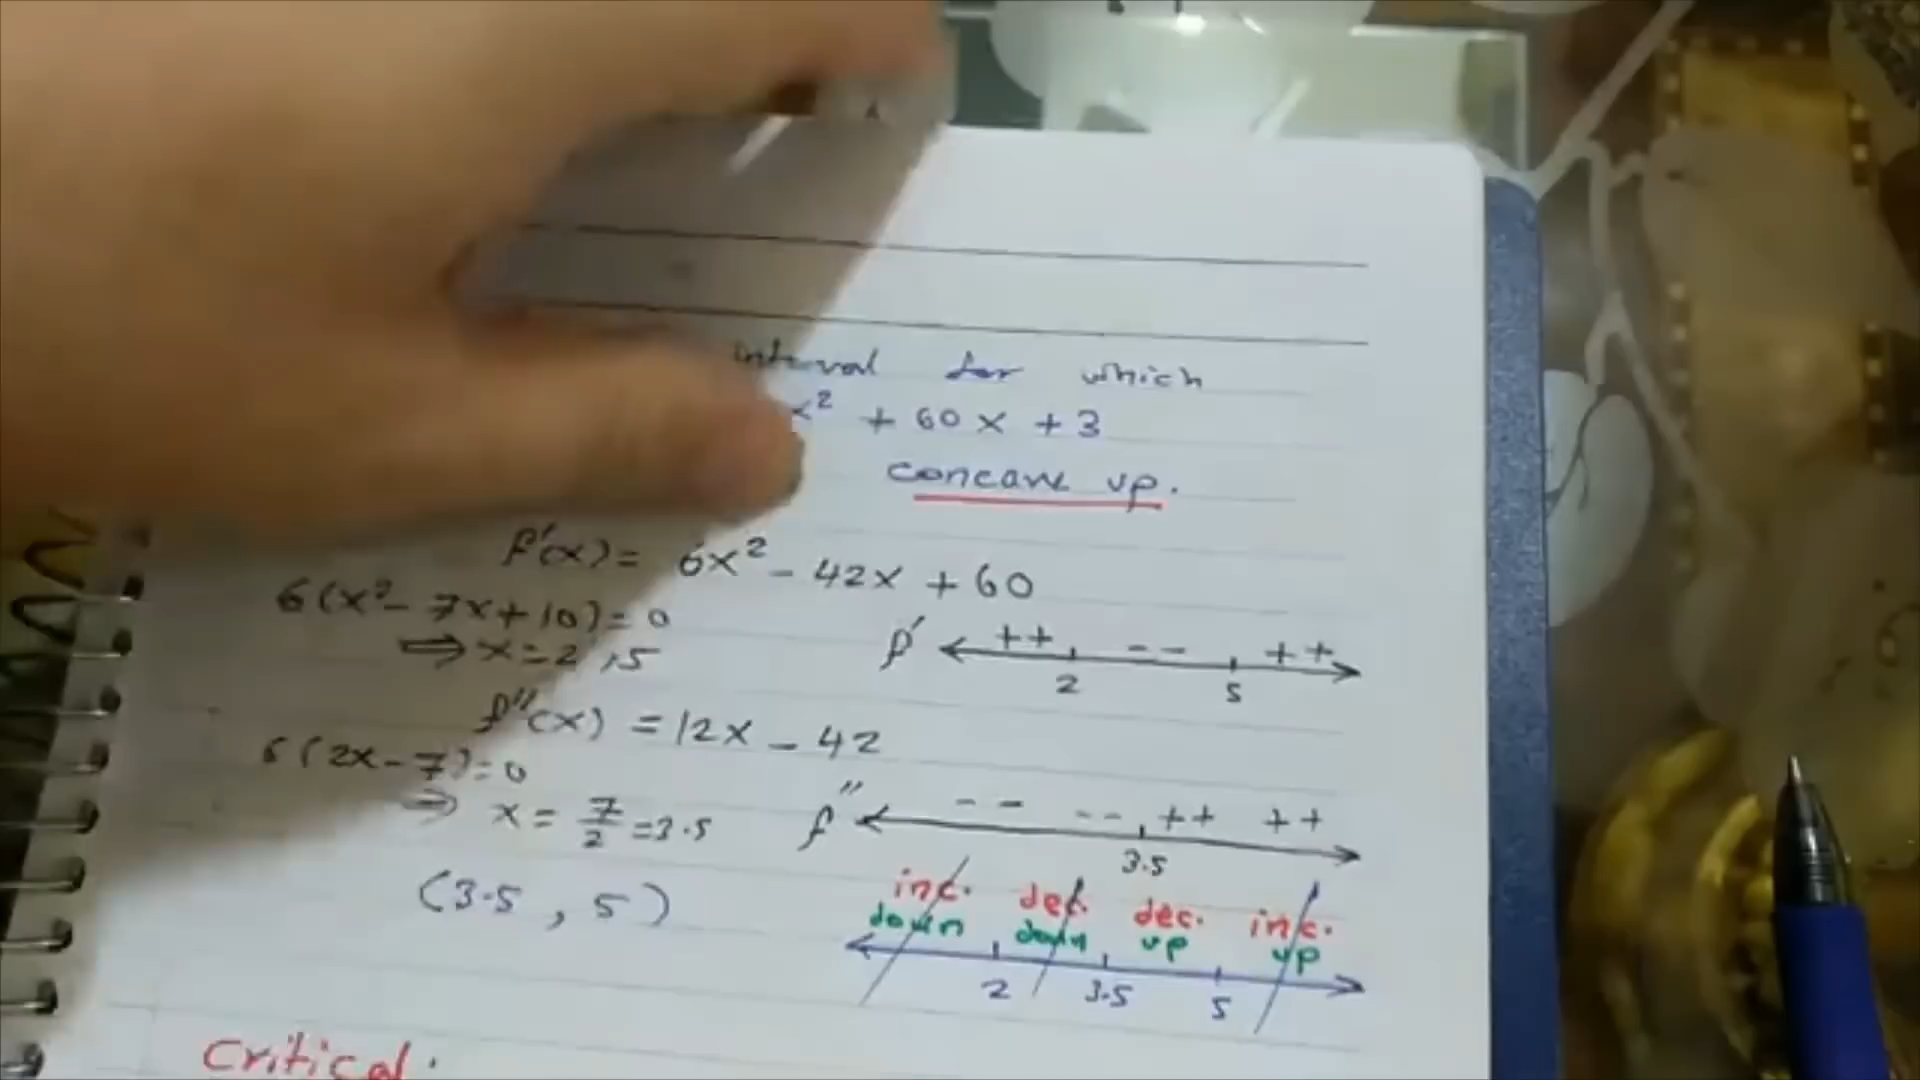 interval for which
x² + 60x + 3
concave up.
f'(x) = 6x² - 42x + 60
6(x² - 7x + 10) = 0
⇒ x = 2, 5
f' ++ -- ++
2 5
f''(x) = 12x - 42
6(2x - 7) = 0
⇒ x = 7/2 = 3.5
f'' -- -- ++ ++
3.5
(3.5, 5)
inc. dec. dec. inc.
down down up up
2 3.5 5
Critical.